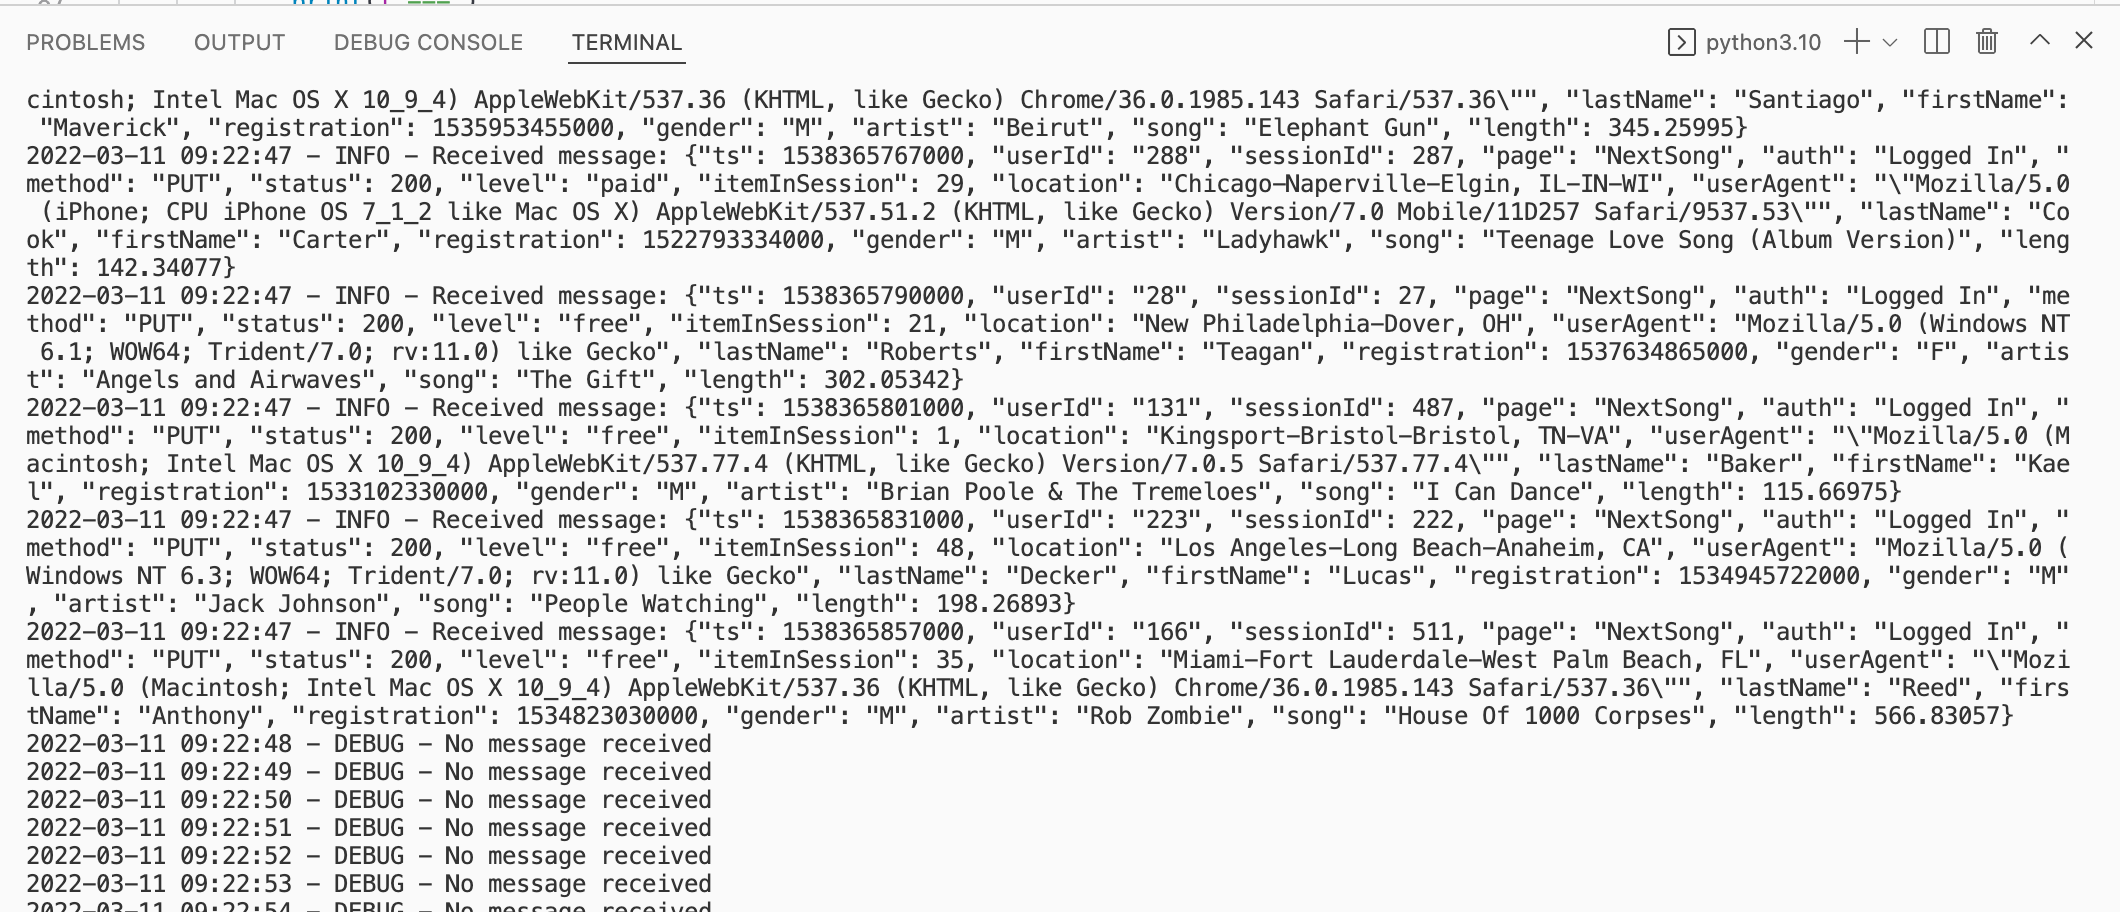 PROBLEMS OUTPUT DEBUG CONSOLE TERMINAL python3.10
cintosh; Intel Mac OS X 10_9_4) AppleWebKit/537.36 (KHTML, like Gecko) Chrome/36.0.1985.143 Safari/537.36\"", "lastName": "Santiago", "firstName":
"Maverick", "registration": 1535953455000, "gender": "M", "artist": "Beirut", "song": "Elephant Gun", "length": 345.25995}
2022-03-11 09:22:47 - INFO - Received message: {"ts": 1538365767000, "userId": "288", "sessionId": 287, "page": "NextSong", "auth": "Logged In", "
method": "PUT", "status": 200, "level": "paid", "itemInSession": 29, "location": "Chicago-Naperville-Elgin, IL-IN-WI", "userAgent": "\"Mozilla/5.0
(iPhone; CPU iPhone OS 7_1_2 like Mac OS X) AppleWebKit/537.51.2 (KHTML, like Gecko) Version/7.0 Mobile/11D257 Safari/9537.53\"", "lastName": "Co
ok", "firstName": "Carter", "registration": 1522793334000, "gender": "M", "artist": "Ladyhawk", "song": "Teenage Love Song (Album Version)", "leng
th": 142.34077}
2022-03-11 09:22:47 - INFO - Received message: {"ts": 1538365790000, "userId": "28", "sessionId": 27, "page": "NextSong", "auth": "Logged In", "me
thod": "PUT", "status": 200, "level": "free", "itemInSession": 21, "location": "New Philadelphia-Dover, OH", "userAgent": "Mozilla/5.0 (Windows NT
6.1; WOW64; Trident/7.0; rv:11.0) like Gecko", "lastName": "Roberts", "firstName": "Teagan", "registration": 1537634865000, "gender": "F", "artis
t": "Angels and Airwaves", "song": "The Gift", "length": 302.05342}
2022-03-11 09:22:47 - INFO - Received message: {"ts": 1538365801000, "userId": "131", "sessionId": 487, "page": "NextSong", "auth": "Logged In", "
method": "PUT", "status": 200, "level": "free", "itemInSession": 1, "location": "Kingsport-Bristol-Bristol, TN-VA", "userAgent": "\"Mozilla/5.0 (M
acintosh; Intel Mac OS X 10_9_4) AppleWebKit/537.77.4 (KHTML, like Gecko) Version/7.0.5 Safari/537.77.4\"", "lastName": "Baker", "firstName": "Kae
l", "registration": 1533102330000, "gender": "M", "artist": "Brian Poole & The Tremeloes", "song": "I Can Dance", "length": 115.66975}
2022-03-11 09:22:47 - INFO - Received message: {"ts": 1538365831000, "userId": "223", "sessionId": 222, "page": "NextSong", "auth": "Logged In", "
method": "PUT", "status": 200, "level": "free", "itemInSession": 48, "location": "Los Angeles-Long Beach-Anaheim, CA", "userAgent": "Mozilla/5.0 (
Windows NT 6.3; WOW64; Trident/7.0; rv:11.0) like Gecko", "lastName": "Decker", "firstName": "Lucas", "registration": 1534945722000, "gender": "M"
, "artist": "Jack Johnson", "song": "People Watching", "length": 198.26893}
2022-03-11 09:22:47 - INFO - Received message: {"ts": 1538365857000, "userId": "166", "sessionId": 511, "page": "NextSong", "auth": "Logged In", "
method": "PUT", "status": 200, "level": "free", "itemInSession": 35, "location": "Miami-Fort Lauderdale-West Palm Beach, FL", "userAgent": "\"Mozi
lla/5.0 (Macintosh; Intel Mac OS X 10_9_4) AppleWebKit/537.36 (KHTML, like Gecko) Chrome/36.0.1985.143 Safari/537.36\"", "lastName": "Reed", "firs
tName": "Anthony", "registration": 1534823030000, "gender": "M", "artist": "Rob Zombie", "song": "House Of 1000 Corpses", "length": 566.83057}
2022-03-11 09:22:48 - DEBUG - No message received
2022-03-11 09:22:49 - DEBUG - No message received
2022-03-11 09:22:50 - DEBUG - No message received
2022-03-11 09:22:51 - DEBUG - No message received
2022-03-11 09:22:52 - DEBUG - No message received
2022-03-11 09:22:53 - DEBUG - No message received
2022-03-11 09:22:54 - DEBUG - No message received